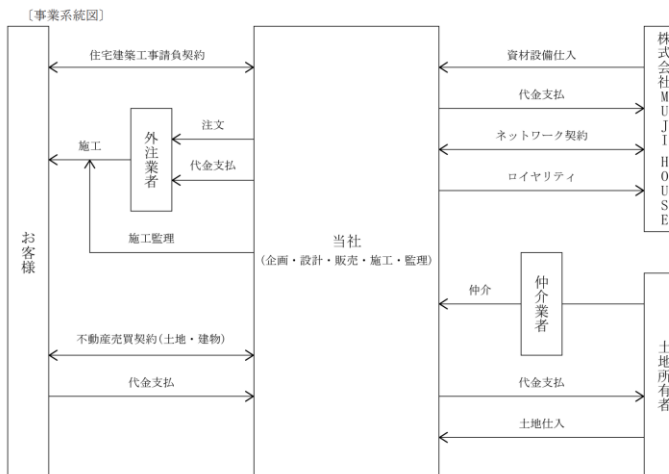 ［事業系統図］
お客様
住宅建築工事請負契約
外注業者
注文
代金支払
施工
施工監理
不動産売買契約(土地・建物)
代金支払
当社
(企画・設計・販売・施工・監理)
資材設備仕入
代金支払
ネットワーク契約
ロイヤリティ
株式会社MUJI HOUSE
仲介
仲介業者
代金支払
土地仕入
土地所有者